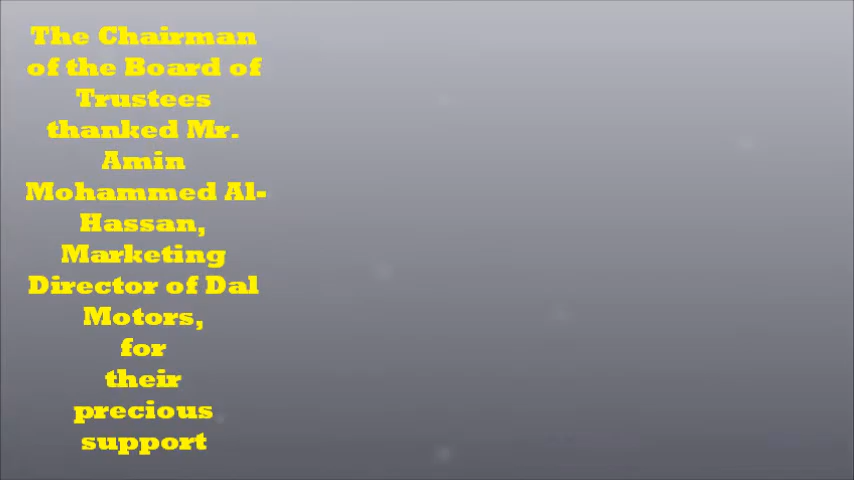 The Chairman
of the Board of
Trustees
thanked Mr.
Amin
Mohammed Al-
Hassan,
Marketing
Director of Dal
Motors,
for
their
precious
support